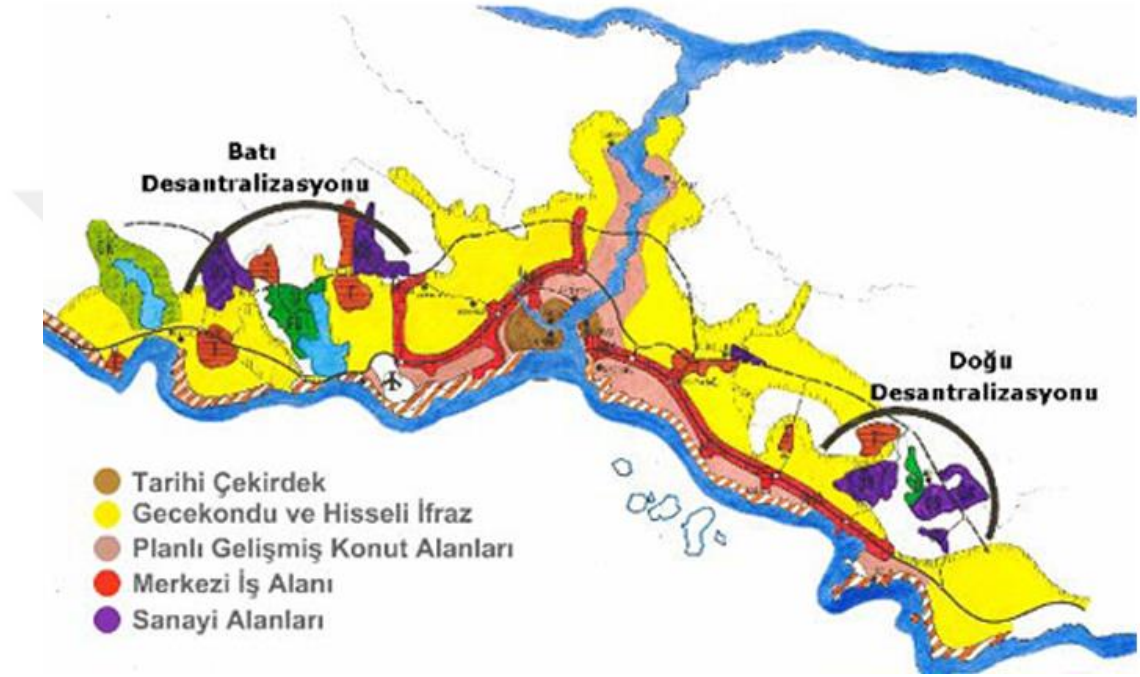 Batı
Desantralizasyonu
Doğu
Desantralizasyonu
Tarihi Çekirdek
Gecekondu ve Hisseli İfraz
Planlı Gelişmiş Konut Alanları
Merkezi İş Alanı
Sanayi Alanları